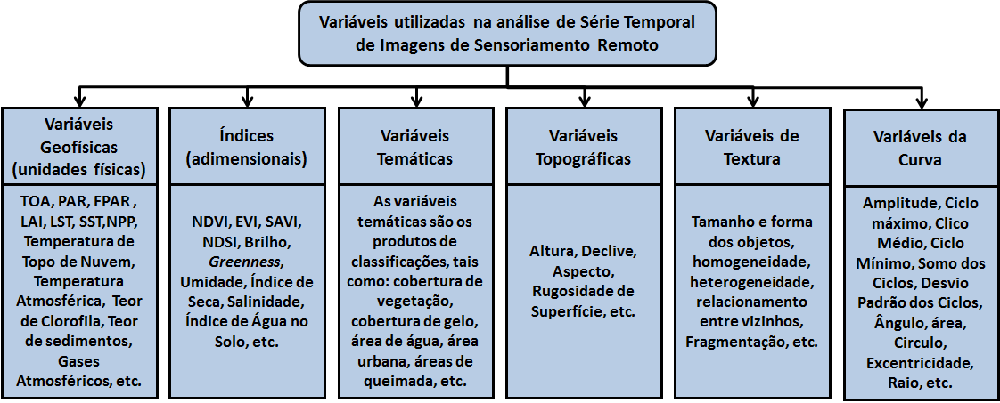 Variáveis utilizadas na análise de Série Temporal
de Imagens de Sensoriamento Remoto
Variáveis
Geofísicas
(unidades físicas)
TOA, PAR, FPAR ,
LAI, LST, SST,NPP,
Temperatura de
Topo de Nuvem,
Temperatura
Atmosférica, Teor
de Clorofila, Teor
de sedimentos,
Gases
Atmosféricos, etc.
Índices
(adimensionais)
NDVI, EVI, SAVI,
NDSI, Brilho,
Greenness,
Umidade, Índice de
Seca, Salinidade,
Índice de Água no
Solo, etc.
Variáveis
Temáticas
As variáveis
temáticas são os
produtos de
classificações, tais
como: cobertura de
vegetação,
cobertura de gelo,
área de água, área
urbana, áreas de
queimada, etc.
Variáveis
Topográficas
Altura, Declive,
Aspecto,
Rugosidade de
Superfície, etc.
Variáveis de
Textura
Tamanho e forma
dos objetos,
homogeneidade,
heterogeneidade,
relacionamento
entre vizinhos,
Fragmentação, etc.
Variáveis da
Curva
Amplitude, Ciclo
máximo, Clico
Médio, Ciclo
Mínimo, Somo dos
Ciclos, Desvio
Padrão dos Ciclos,
Ângulo, área,
Circulo,
Excentricidade,
Raio, etc.